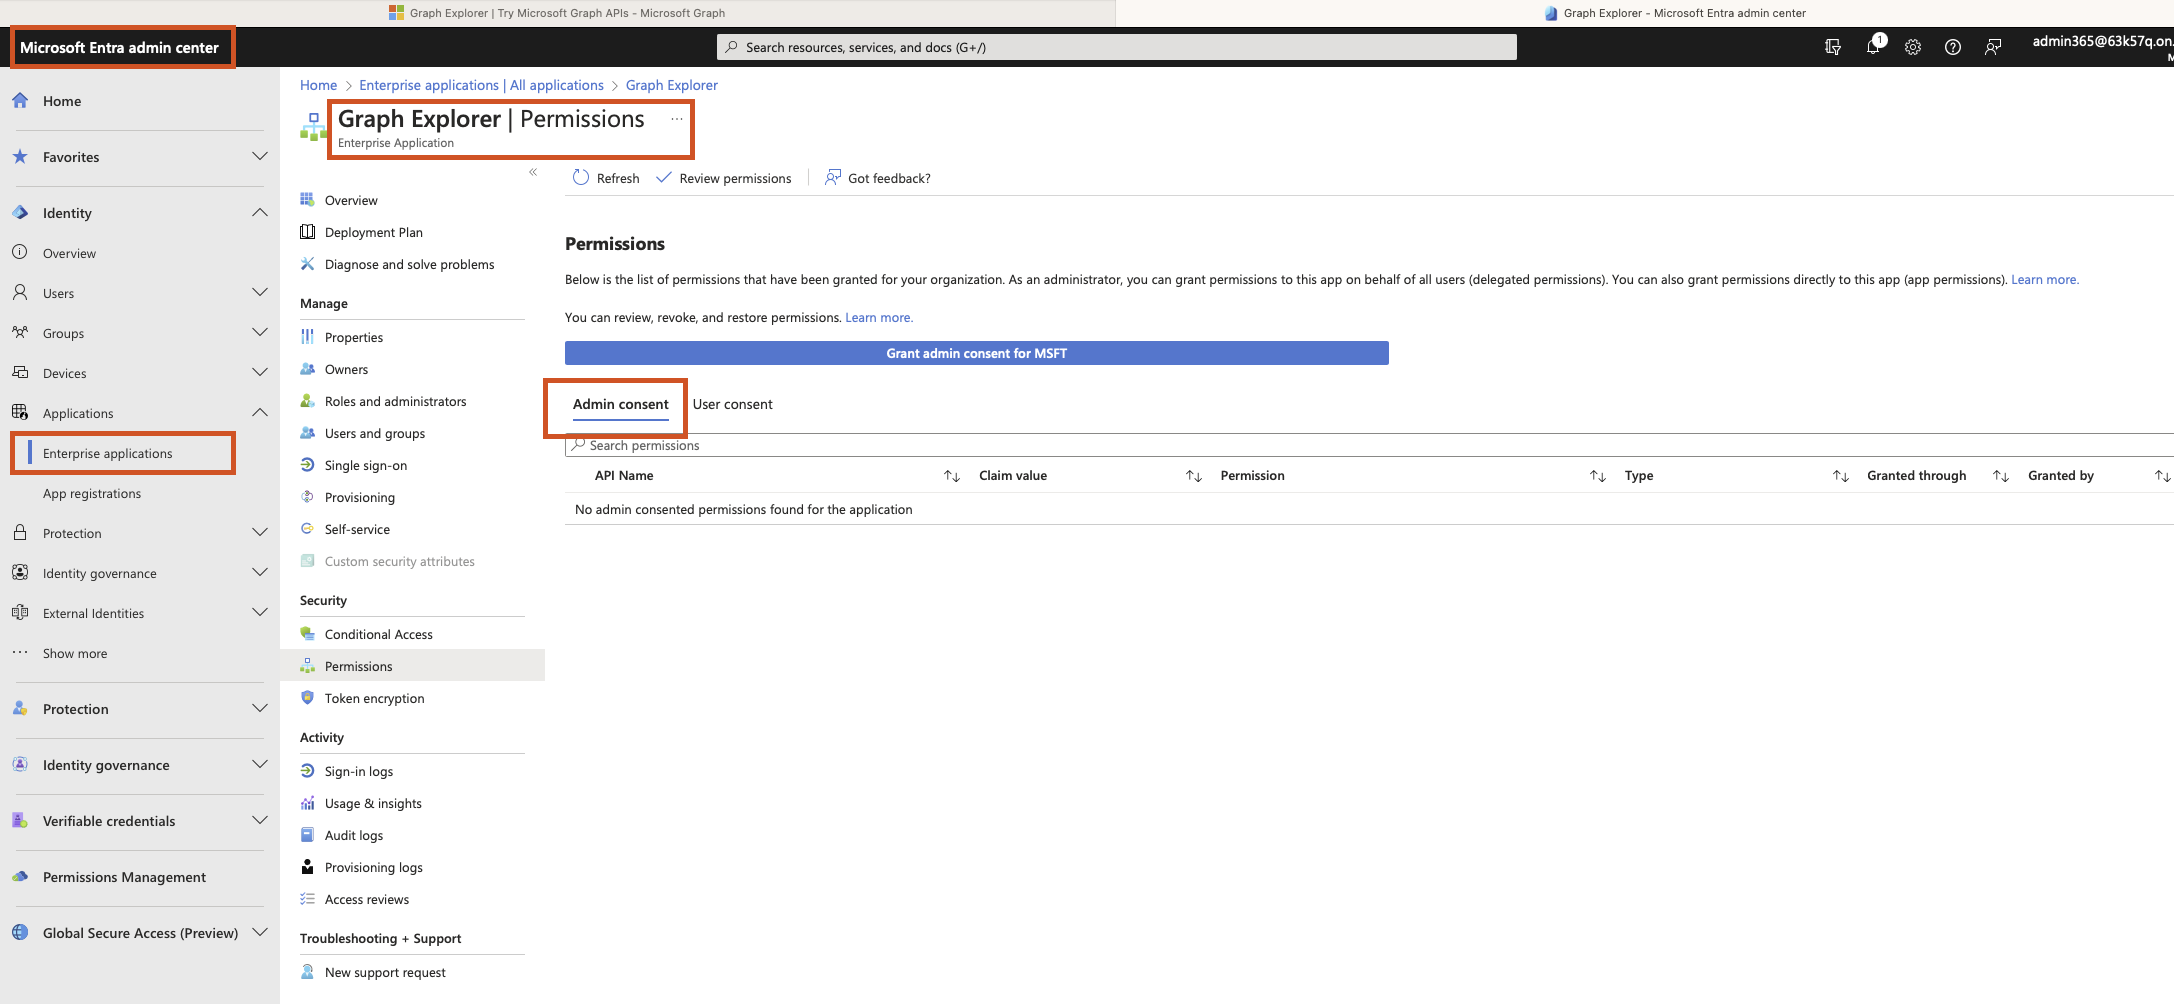 Graph Explorer | Try Microsoft Graph APIs - Microsoft Graph
Graph Explorer - Microsoft Entra admin center
Microsoft Entra admin center
Search resources, services, and docs (G+/)
1
admin365@63k57q.on.
Home
Favorites
Identity
Overview
Users
Groups
Devices
Applications
Enterprise applications
App registrations
Protection
Identity governance
External Identities
··· Show more
Protection
Identity governance
Verifiable credentials
Permissions Management
Global Secure Access (Preview)
Home > Enterprise applications | All applications > Graph Explorer
Graph Explorer | Permissions ···
Enterprise Application
«
Overview
Deployment Plan
Diagnose and solve problems
Manage
Properties
Owners
Roles and administrators
Users and groups
Single sign-on
Provisioning
Self-service
Custom security attributes
Security
Conditional Access
Permissions
Token encryption
Activity
Sign-in logs
Usage & insights
Audit logs
Provisioning logs
Access reviews
Troubleshooting + Support
New support request
Refresh Review permissions Got feedback?
Permissions
Below is the list of permissions that have been granted for your organization. As an administrator, you can grant permissions to this app on behalf of all users (delegated permissions). You can also grant permissions directly to this app (app permissions). Learn more.
You can review, revoke, and restore permissions. Learn more.
Grant admin consent for MSFT
Admin consent User consent
Search permissions
API Name Claim value Permission Type Granted through Granted by
No admin consented permissions found for the application